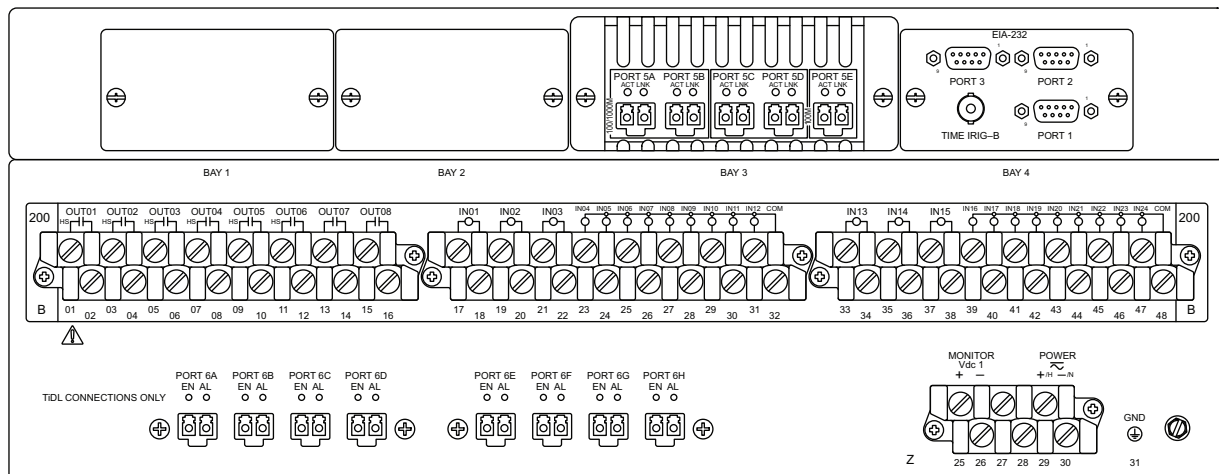 EIA-232
PORT 5A PORT 5B PORT 5C PORT 5D PORT 5E
ACT LNK ACT LNK ACT LNK ACT LNK ACT LNK
100/1000M
100M
1 1
9 9
PORT 3 PORT 2
1
9
TIME IRIG–B PORT 1
BAY 1 BAY 2 BAY 3 BAY 4
200 OUT01 OUT02 OUT03 OUT04 OUT05 OUT06 OUT07 OUT08 IN01 IN02 IN03 IN04 IN05 IN06 IN07 IN08 IN09 IN10 IN11 IN12 COM IN13 IN14 IN15 IN16 IN17 IN18 IN19 IN20 IN21 IN22 IN23 IN24 COM 200
HS HS HS HS HS HS
B 01 02 03 04 05 06 07 08 09 10 11 12 13 14 15 16 17 18 19 20 21 22 23 24 25 26 27 28 29 30 31 32 33 34 35 36 37 38 39 40 41 42 43 44 45 46 47 48 B
PORT 6A PORT 6B PORT 6C PORT 6D PORT 6E PORT 6F PORT 6G PORT 6H
EN AL EN AL EN AL EN AL EN AL EN AL EN AL EN AL
TiDL CONNECTIONS ONLY
MONITOR POWER
Vdc 1
+ – +/H –/N
GND
Z 25 26 27 28 29 30 31